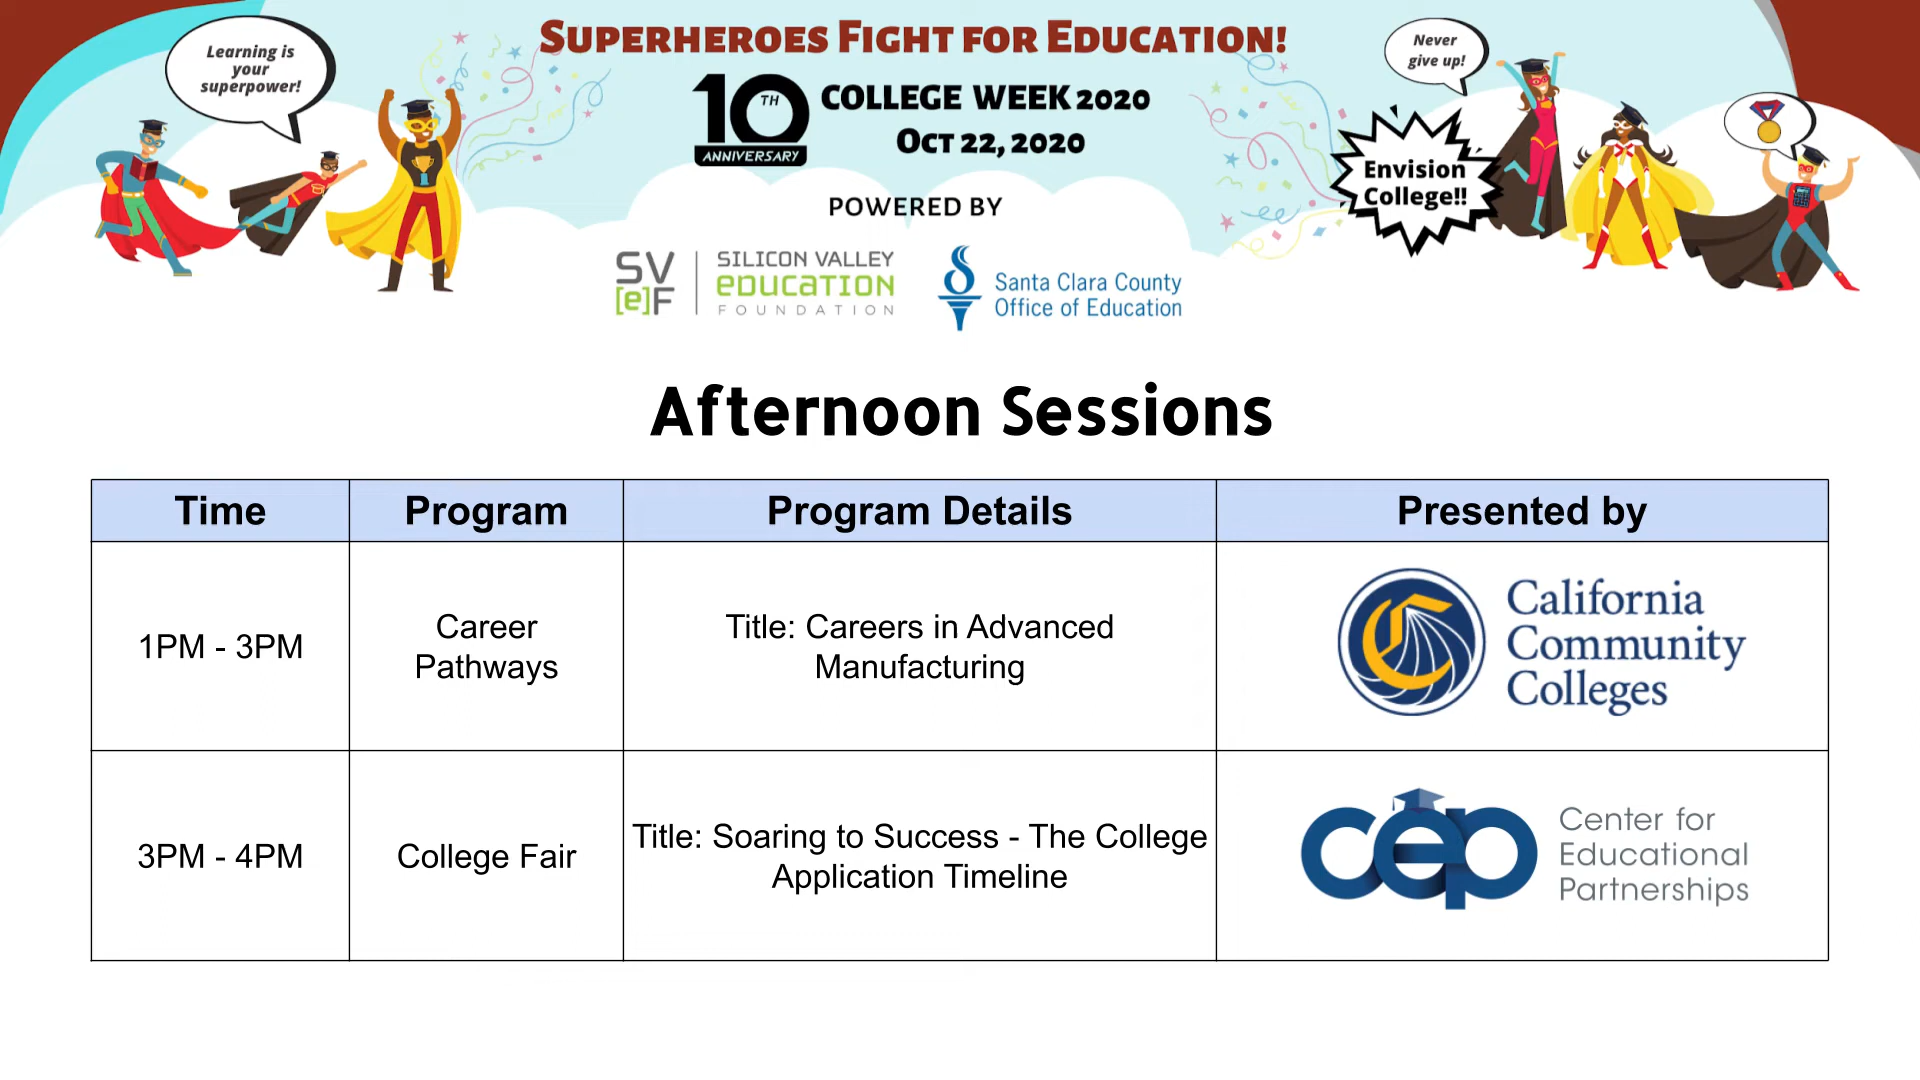 Superheroes Fight for Education!
Learning is
your
superpower!
Never
give up!
10TH
ANNIVERSARY
COLLEGE WEEK 2020
Oct 22, 2020
Envision
College!!
POWERED BY
SV
[e]F
SILICON VALLEY
eDUCATION
FOUNDATION
Santa Clara County
Office of Education
Afternoon Sessions
Time Program Program Details Presented by
1PM - 3PM
Career
Pathways
Title: Careers in Advanced
Manufacturing
C
California
Community
Colleges
3PM - 4PM
College Fair
Title: Soaring to Success - The College
Application Timeline
cep
Center for
Educational
Partnerships